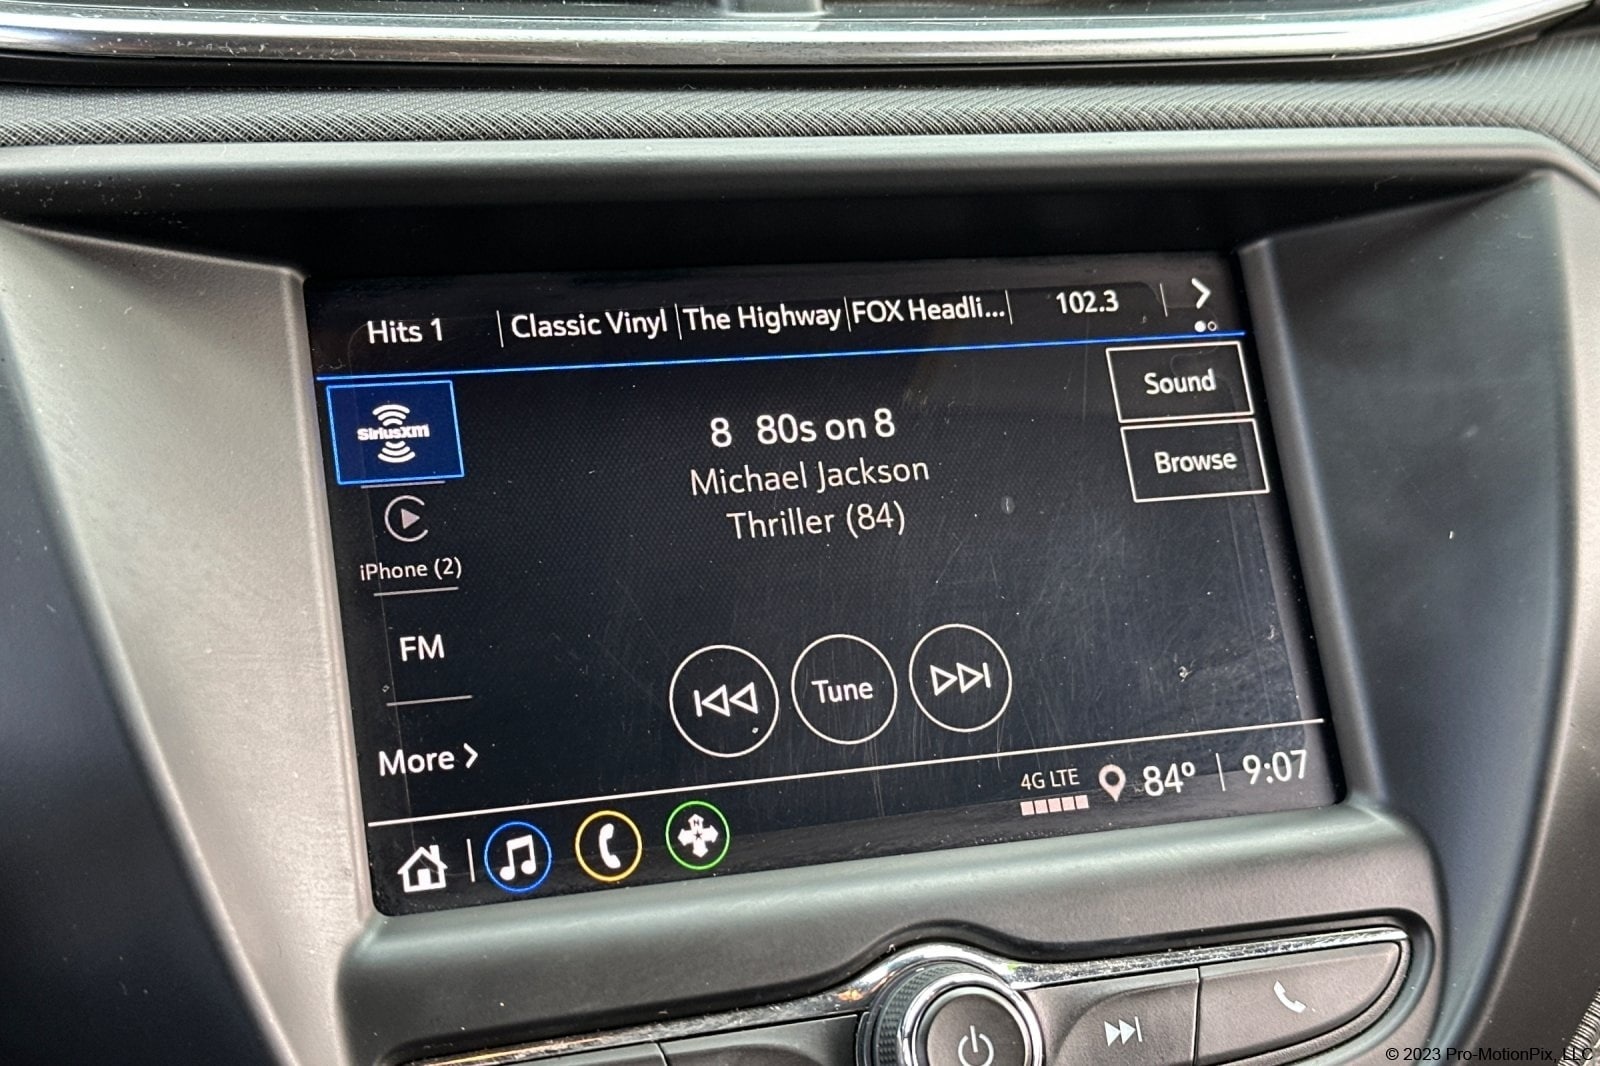 Hits 1
Classic Vinyl
The Highway
FOX Headli...
102.3
Sound
siriusxm
8 80s on 8
Browse
Michael Jackson
Thriller (84)
iPhone (2)
FM
Tune
More
4G LTE 84° 9:07
N
© 2023 Pro-MotionPix, LLC